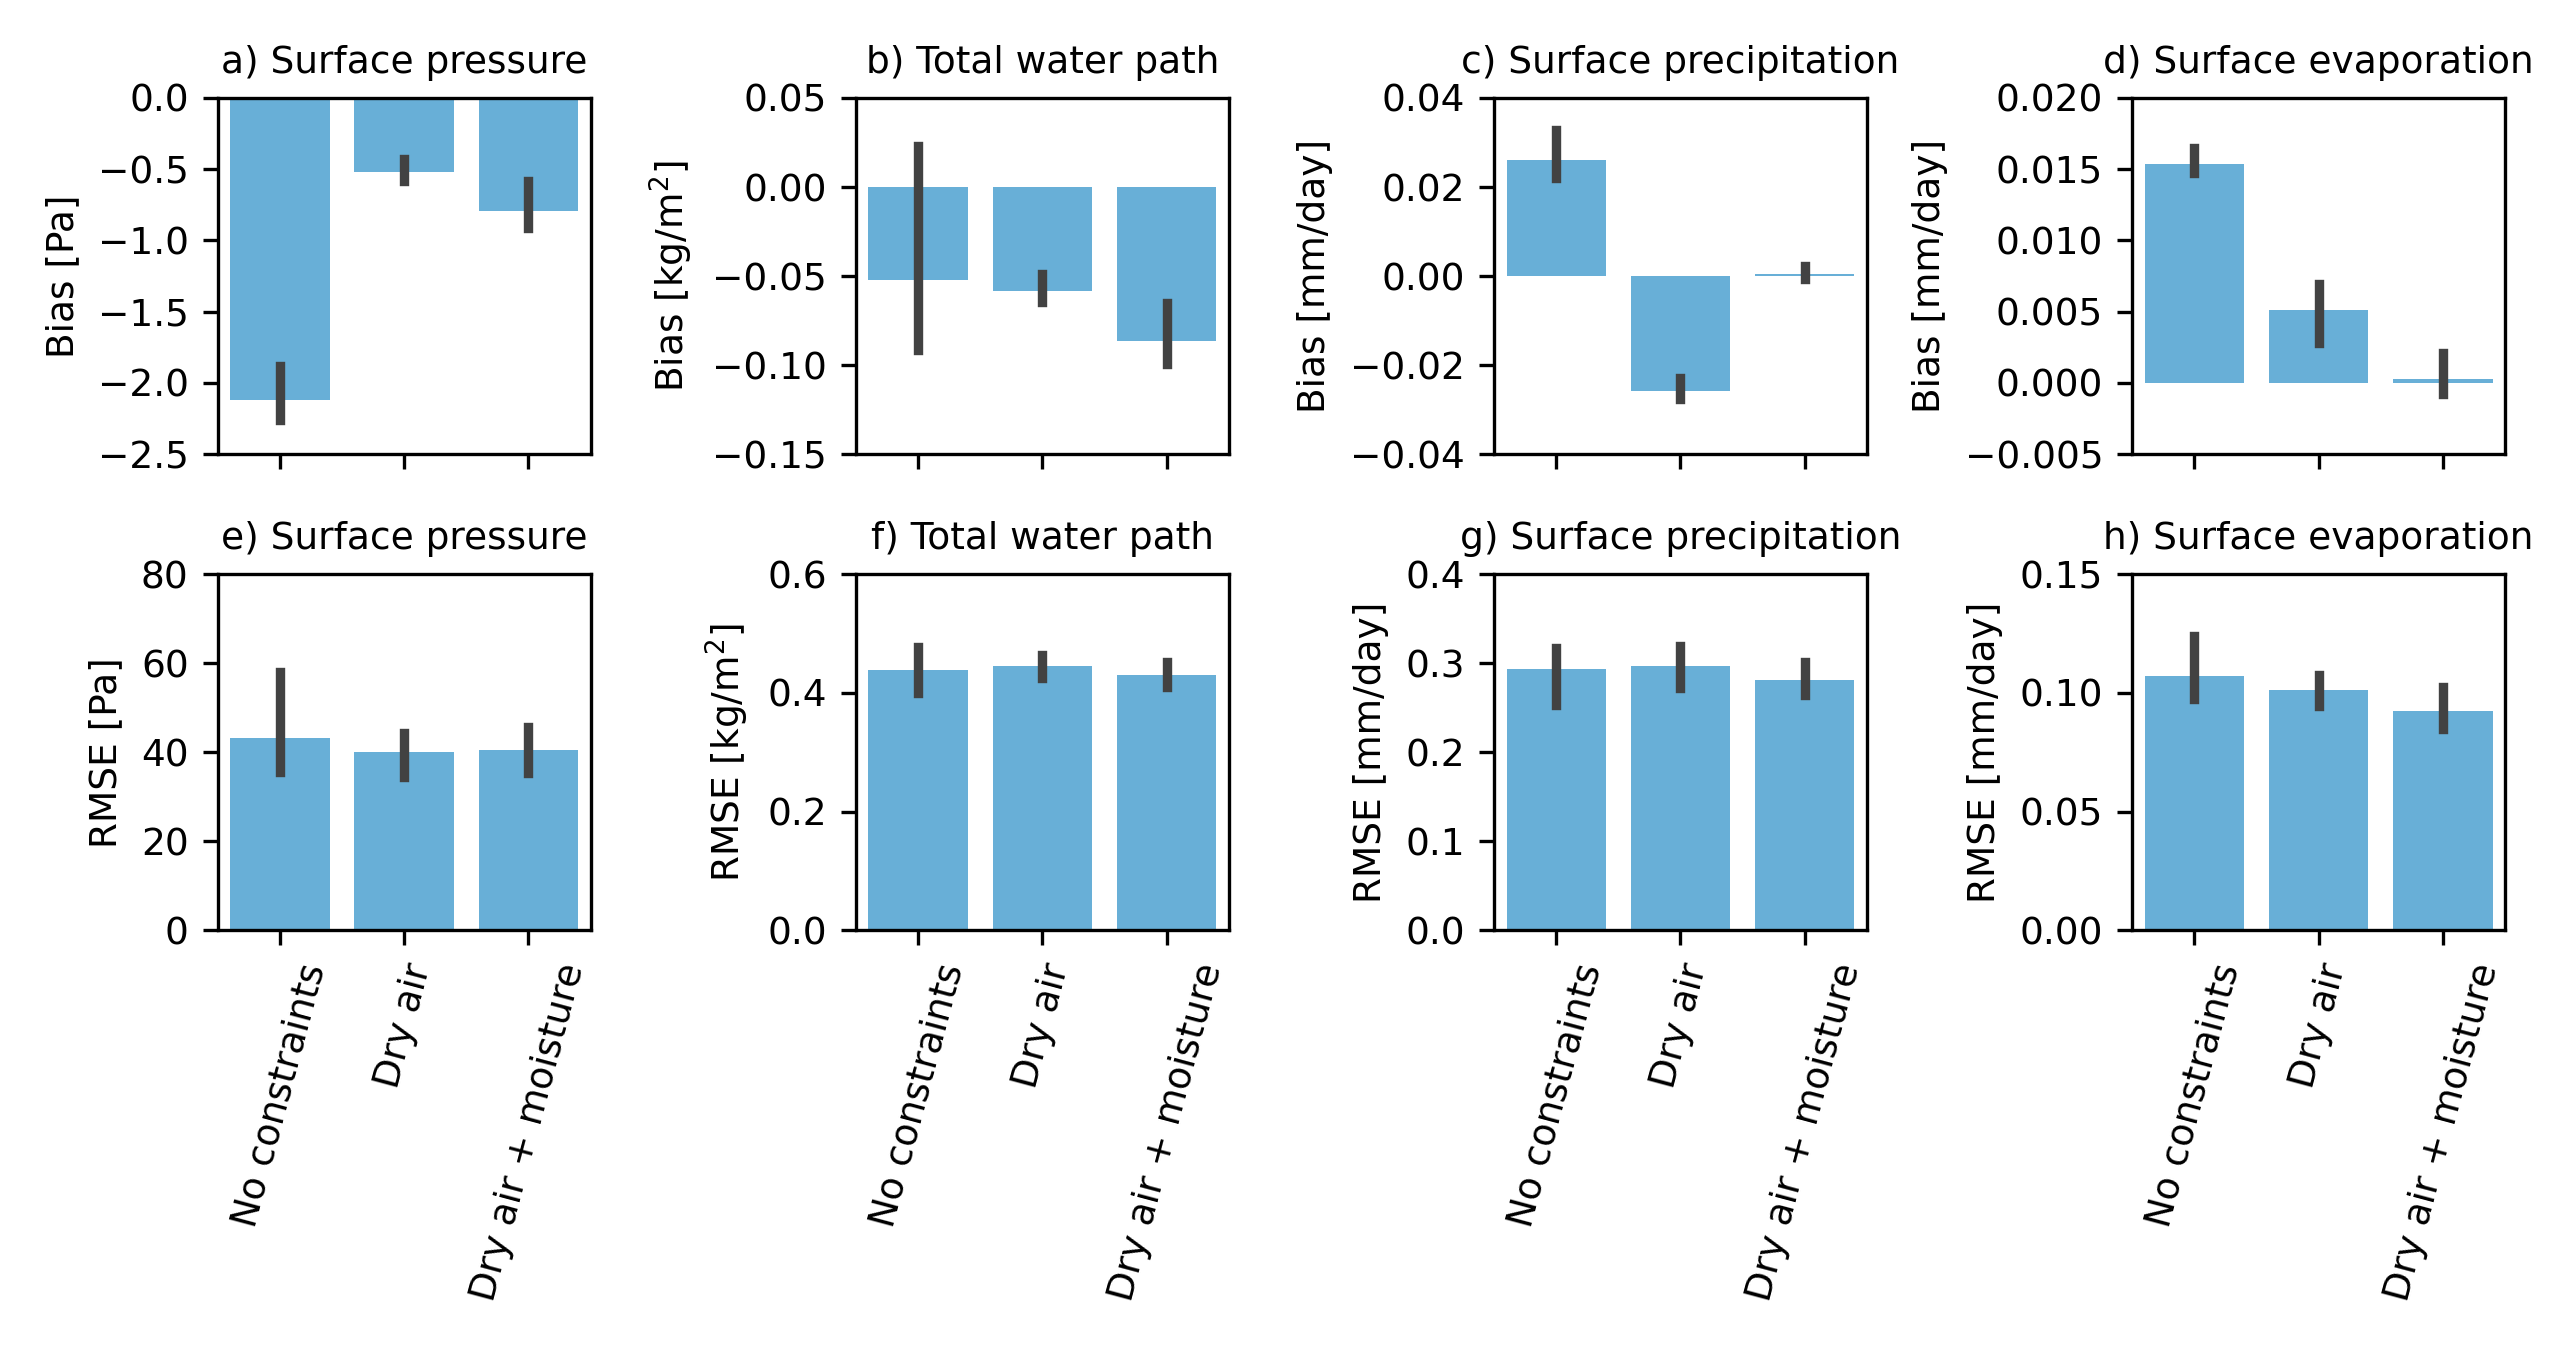 a) Surface pressure
Bias [Pa]
0.0
−0.5
−1.0
−1.5
−2.0
−2.5
b) Total water path
Bias [kg/m²]
0.05
0.00
−0.05
−0.10
−0.15
c) Surface precipitation
Bias [mm/day]
0.04
0.02
0.00
−0.02
−0.04
d) Surface evaporation
Bias [mm/day]
0.020
0.015
0.010
0.005
0.000
−0.005
e) Surface pressure
RMSE [Pa]
80
60
40
20
0
No constraints
Dry air
Dry air + moisture
f) Total water path
RMSE [kg/m²]
0.6
0.4
0.2
0.0
No constraints
Dry air
Dry air + moisture
g) Surface precipitation
RMSE [mm/day]
0.4
0.3
0.2
0.1
0.0
No constraints
Dry air
Dry air + moisture
h) Surface evaporation
RMSE [mm/day]
0.15
0.10
0.05
0.00
No constraints
Dry air
Dry air + moisture